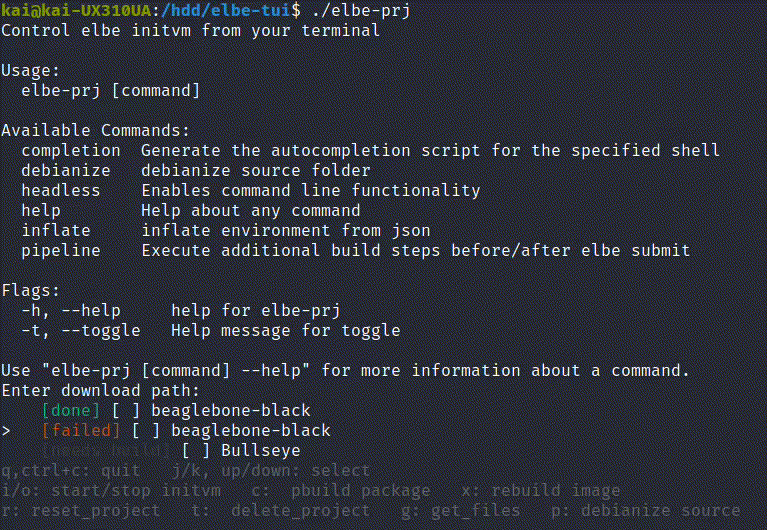 kai@kai-UX310UA:/hdd/elbe-tui$ ./elbe-prj
Control elbe initvm from your terminal
Usage:
  elbe-prj [command]
Available Commands:
  completion  Generate the autocompletion script for the specified shell
  debianize   debianize source folder
  headless    Enables command line functionality
  help        Help about any command
  inflate     inflate environment from json
  pipeline    Execute additional build steps before/after elbe submit
Flags:
  -h, --help     help for elbe-prj
  -t, --toggle   Help message for toggle
Use "elbe-prj [command] --help" for more information about a command.
Enter download path:
    [done] [ ] beaglebone-black
>   [failed] [ ] beaglebone-black
    [needs build] [ ] Bullseye
q,ctrl+c: quit   j/k, up/down: select
i/o: start/stop initvm   c:  pbuild package   x: rebuild image
r: reset_project   t:  delete_project   g: get_files   p: debianize source